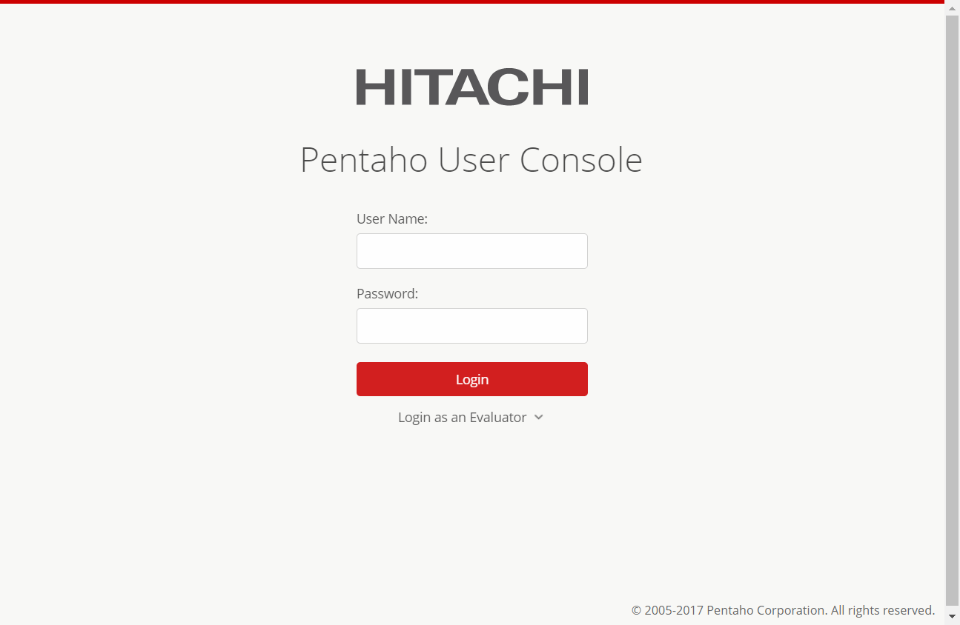 HITACHI
Pentaho User Console
User Name:
Password:
Login
Login as an Evaluator
© 2005-2017 Pentaho Corporation. All rights reserved.